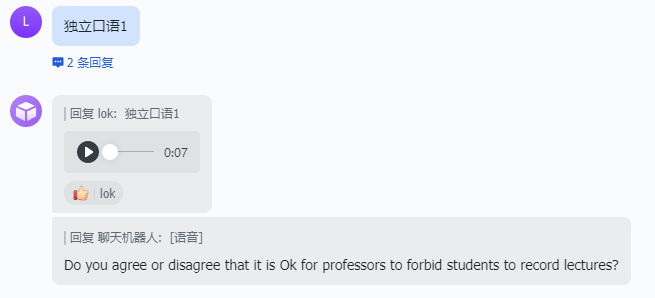 L
独立口语1
2 条回复
回复 lok: 独立口语1
0:07
lok
回复 聊天机器人: [语音]
Do you agree or disagree that it is Ok for professors to forbid students to record lectures?